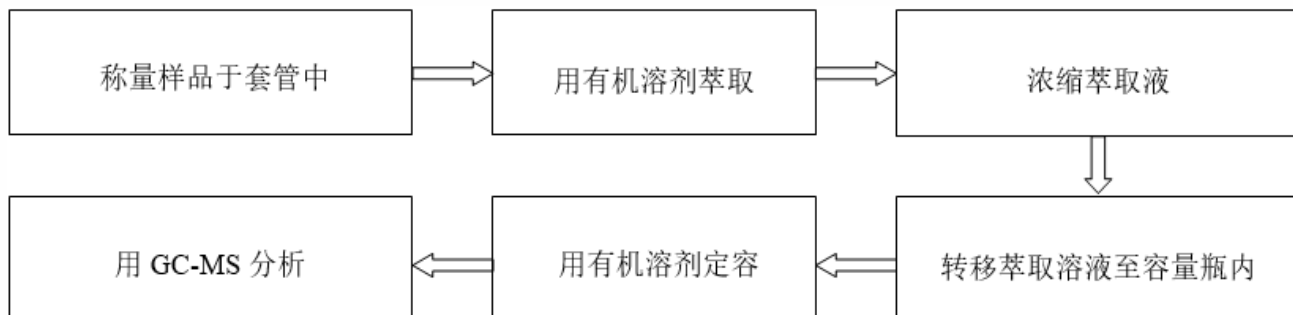 称量样品于套管中
用有机溶剂萃取
浓缩萃取液
转移萃取溶液至容量瓶内
用有机溶剂定容
用 GC-MS 分析